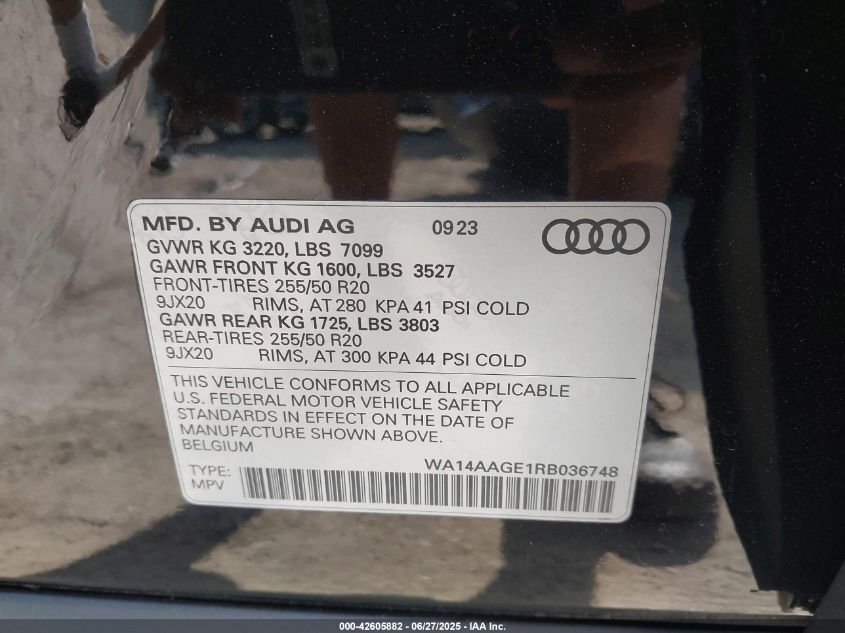 MFD. BY AUDI AG 09 23
GVWR KG 3220, LBS 7099
GAWR FRONT KG 1600, LBS 3527
FRONT-TIRES 255/50 R20
9JX20 RIMS, AT 280 KPA 41 PSI COLD
GAWR REAR KG 1725, LBS 3803
REAR-TIRES 255/50 R20
9JX20 RIMS, AT 300 KPA 44 PSI COLD
THIS VEHICLE CONFORMS TO ALL APPLICABLE
U.S. FEDERAL MOTOR VEHICLE SAFETY
STANDARDS IN EFFECT ON THE DATE OF
MANUFACTURE SHOWN ABOVE.
BELGIUM
WA14AAGE1RB036748
TYPE:
MPV
000-42605882 - 06/27/2025 - IAA Inc.